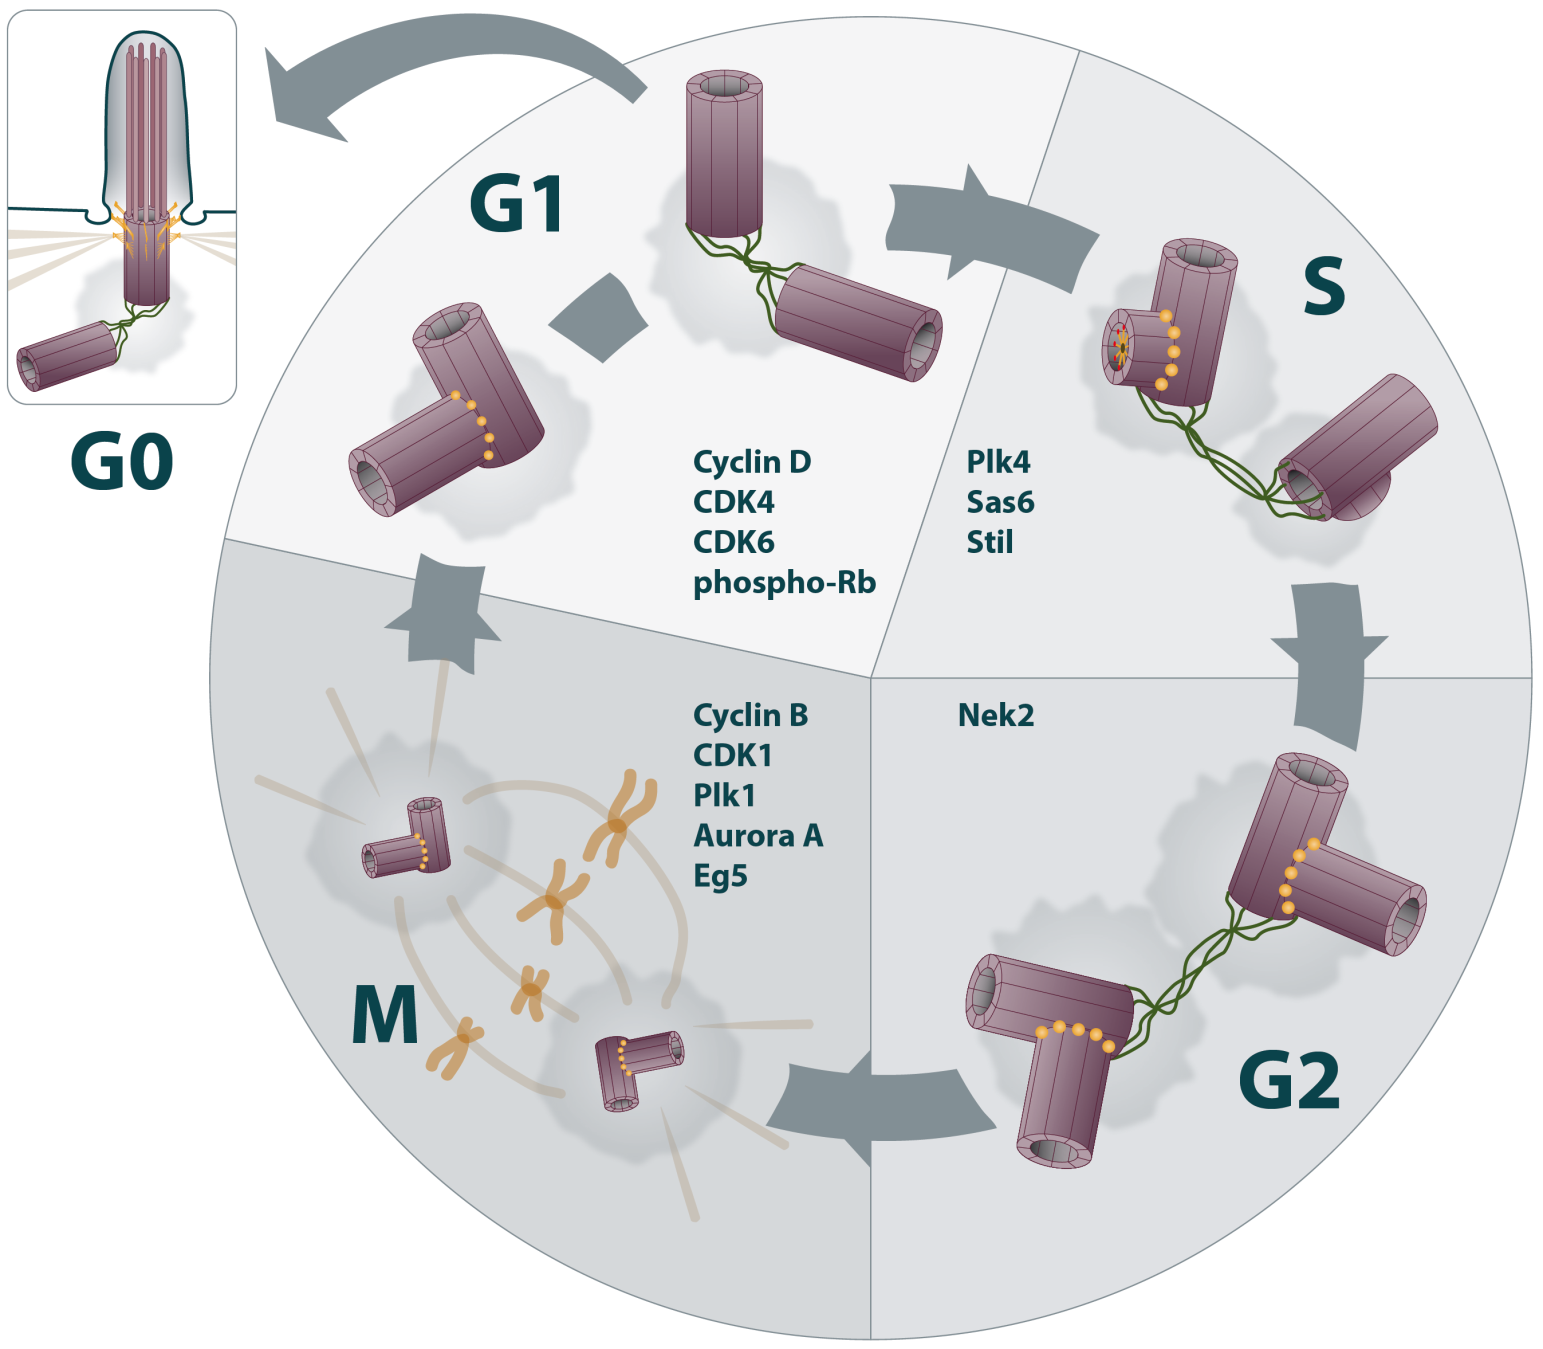 G0
G1
Cyclin D
CDK4
CDK6
phospho-Rb
S
Plk4
Sas6
Stil
G2
Nek2
M
Cyclin B
CDK1
Plk1
Aurora A
Eg5